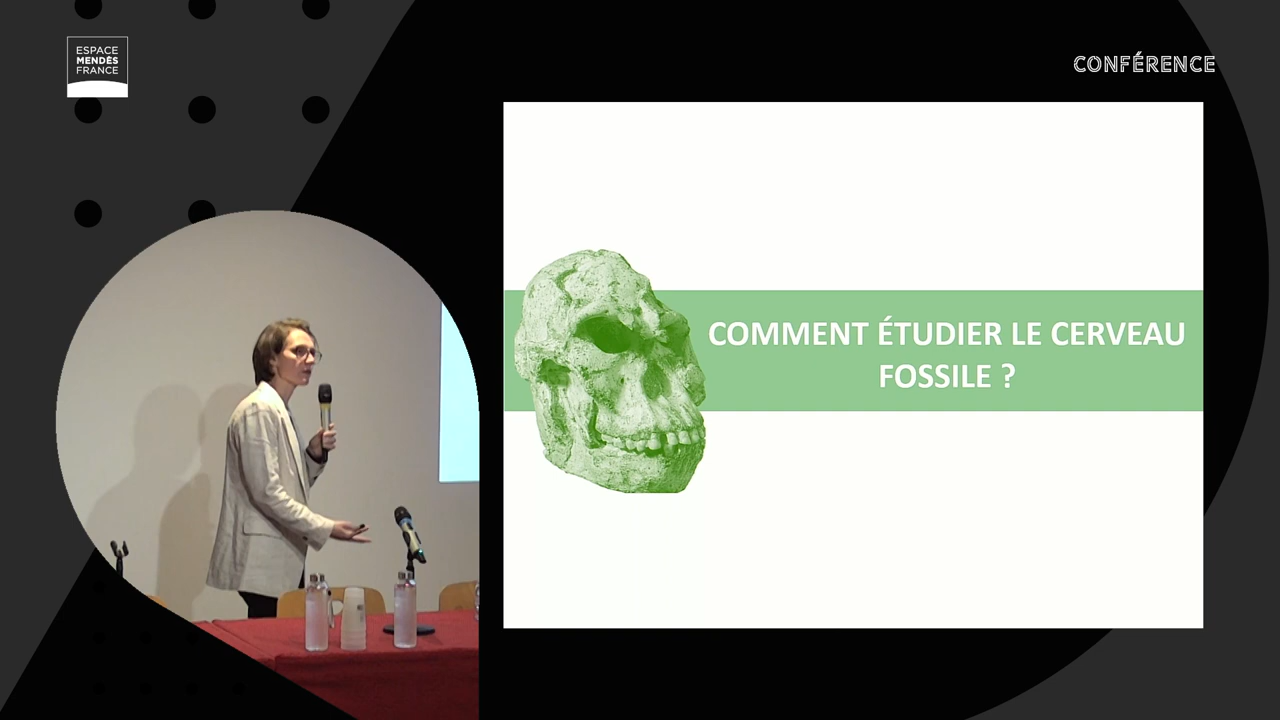 ESPACE
MENDÈS
FRANCE
CONFÉRENCE
COMMENT ÉTUDIER LE CERVEAU
FOSSILE ?